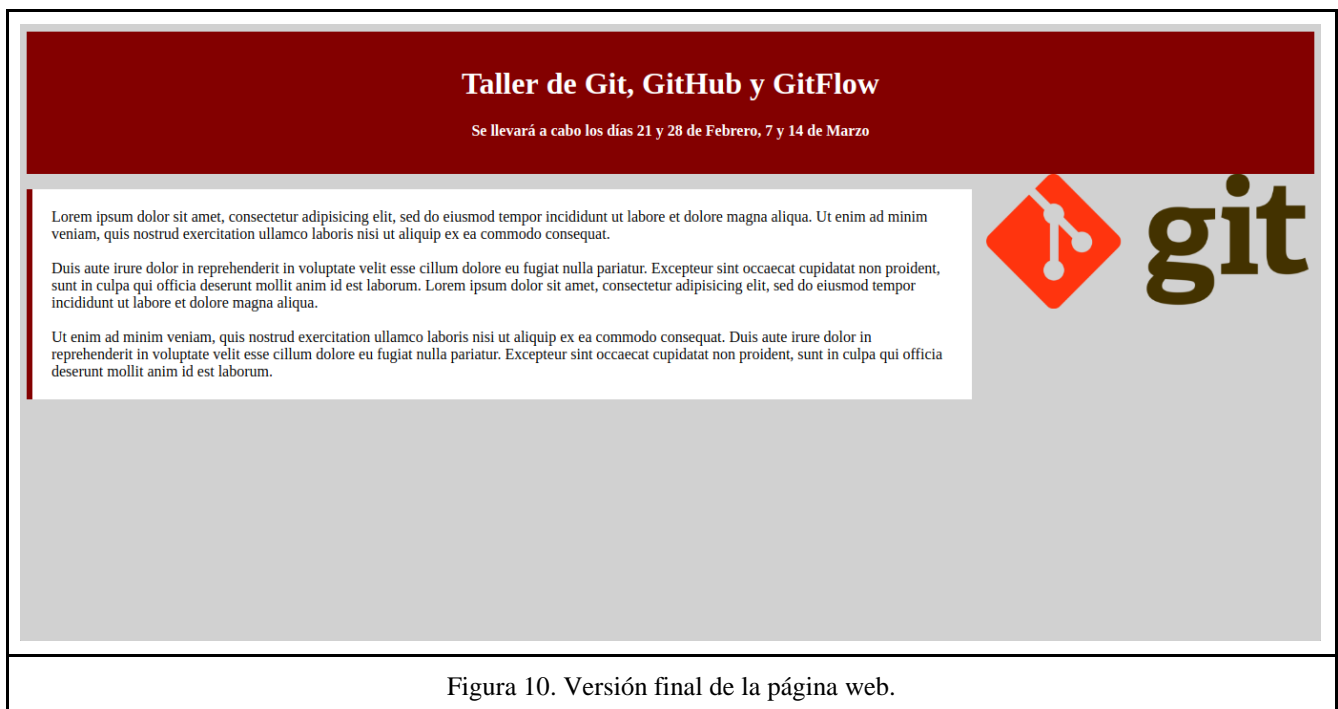 Taller de Git, GitHub y GitFlow
Se llevará a cabo los días 21 y 28 de Febrero, 7 y 14 de Marzo
Lorem ipsum dolor sit amet, consectetur adipisicing elit, sed do eiusmod tempor incididunt ut labore et dolore magna aliqua. Ut enim ad minim
veniam, quis nostrud exercitation ullamco laboris nisi ut aliquip ex ea commodo consequat.
Duis aute irure dolor in reprehenderit in voluptate velit esse cillum dolore eu fugiat nulla pariatur. Excepteur sint occaecat cupidatat non proident,
sunt in culpa qui officia deserunt mollit anim id est laborum. Lorem ipsum dolor sit amet, consectetur adipisicing elit, sed do eiusmod tempor
incididunt ut labore et dolore magna aliqua.
Ut enim ad minim veniam, quis nostrud exercitation ullamco laboris nisi ut aliquip ex ea commodo consequat. Duis aute irure dolor in
reprehenderit in voluptate velit esse cillum dolore eu fugiat nulla pariatur. Excepteur sint occaecat cupidatat non proident, sunt in culpa qui officia
deserunt mollit anim id est laborum.
git
Figura 10. Versión final de la página web.